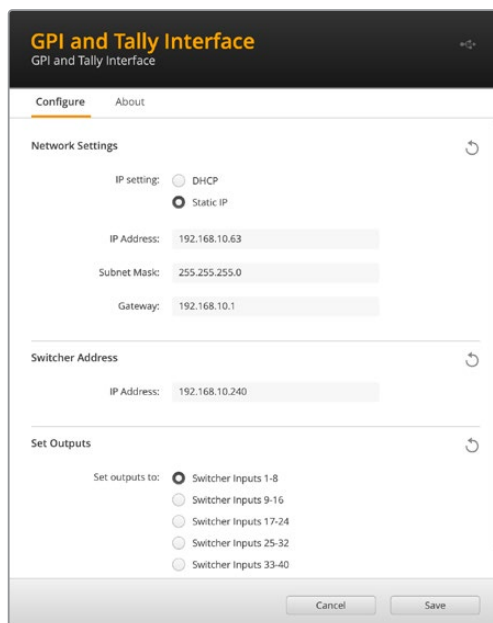 GPI and Tally Interface
GPI and Tally Interface
Configure About
Network Settings
IP setting: DHCP
Static IP
IP Address: 192.168.10.63
Subnet Mask: 255.255.255.0
Gateway: 192.168.10.1
Switcher Address
IP Address: 192.168.10.240
Set Outputs
Set outputs to: Switcher Inputs 1-8
Switcher Inputs 9-16
Switcher Inputs 17-24
Switcher Inputs 25-32
Switcher Inputs 33-40
Cancel Save